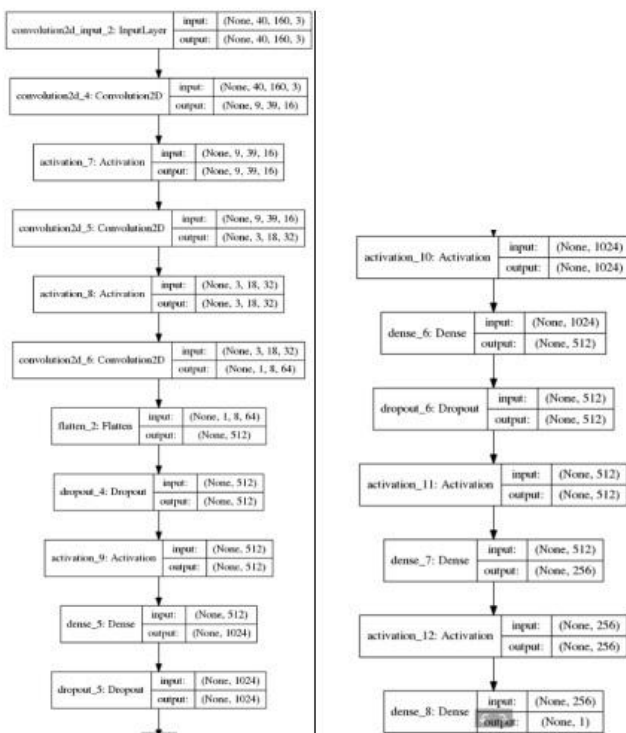 convolution2d_input_2: InputLayer
input: (None, 40, 160, 3)
output: (None, 40, 160, 3)
convolution2d_4: Convolution2D
input: (None, 40, 160, 3)
output: (None, 9, 39, 16)
activation_7: Activation
input: (None, 9, 39, 16)
output: (None, 9, 39, 16)
convolution2d_5: Convolution2D
input: (None, 9, 39, 16)
output: (None, 3, 18, 32)
activation_8: Activation
input: (None, 3, 18, 32)
output: (None, 3, 18, 32)
convolution2d_6: Convolution2D
input: (None, 3, 18, 32)
output: (None, 1, 8, 64)
flatten_2: Flatten
input: (None, 1, 8, 64)
output: (None, 512)
dropout_4: Dropout
input: (None, 512)
output: (None, 512)
activation_9: Activation
input: (None, 512)
output: (None, 512)
dense_5: Dense
input: (None, 512)
output: (None, 1024)
dropout_5: Dropout
input: (None, 1024)
output: (None, 1024)
activation_10: Activation
input: (None, 1024)
output: (None, 1024)
dense_6: Dense
input: (None, 1024)
output: (None, 512)
dropout_6: Dropout
input: (None, 512)
output: (None, 512)
activation_11: Activation
input: (None, 512)
output: (None, 512)
dense_7: Dense
input: (None, 512)
output: (None, 256)
activation_12: Activation
input: (None, 256)
output: (None, 256)
dense_8: Dense
input: (None, 256)
output: (None, 1)